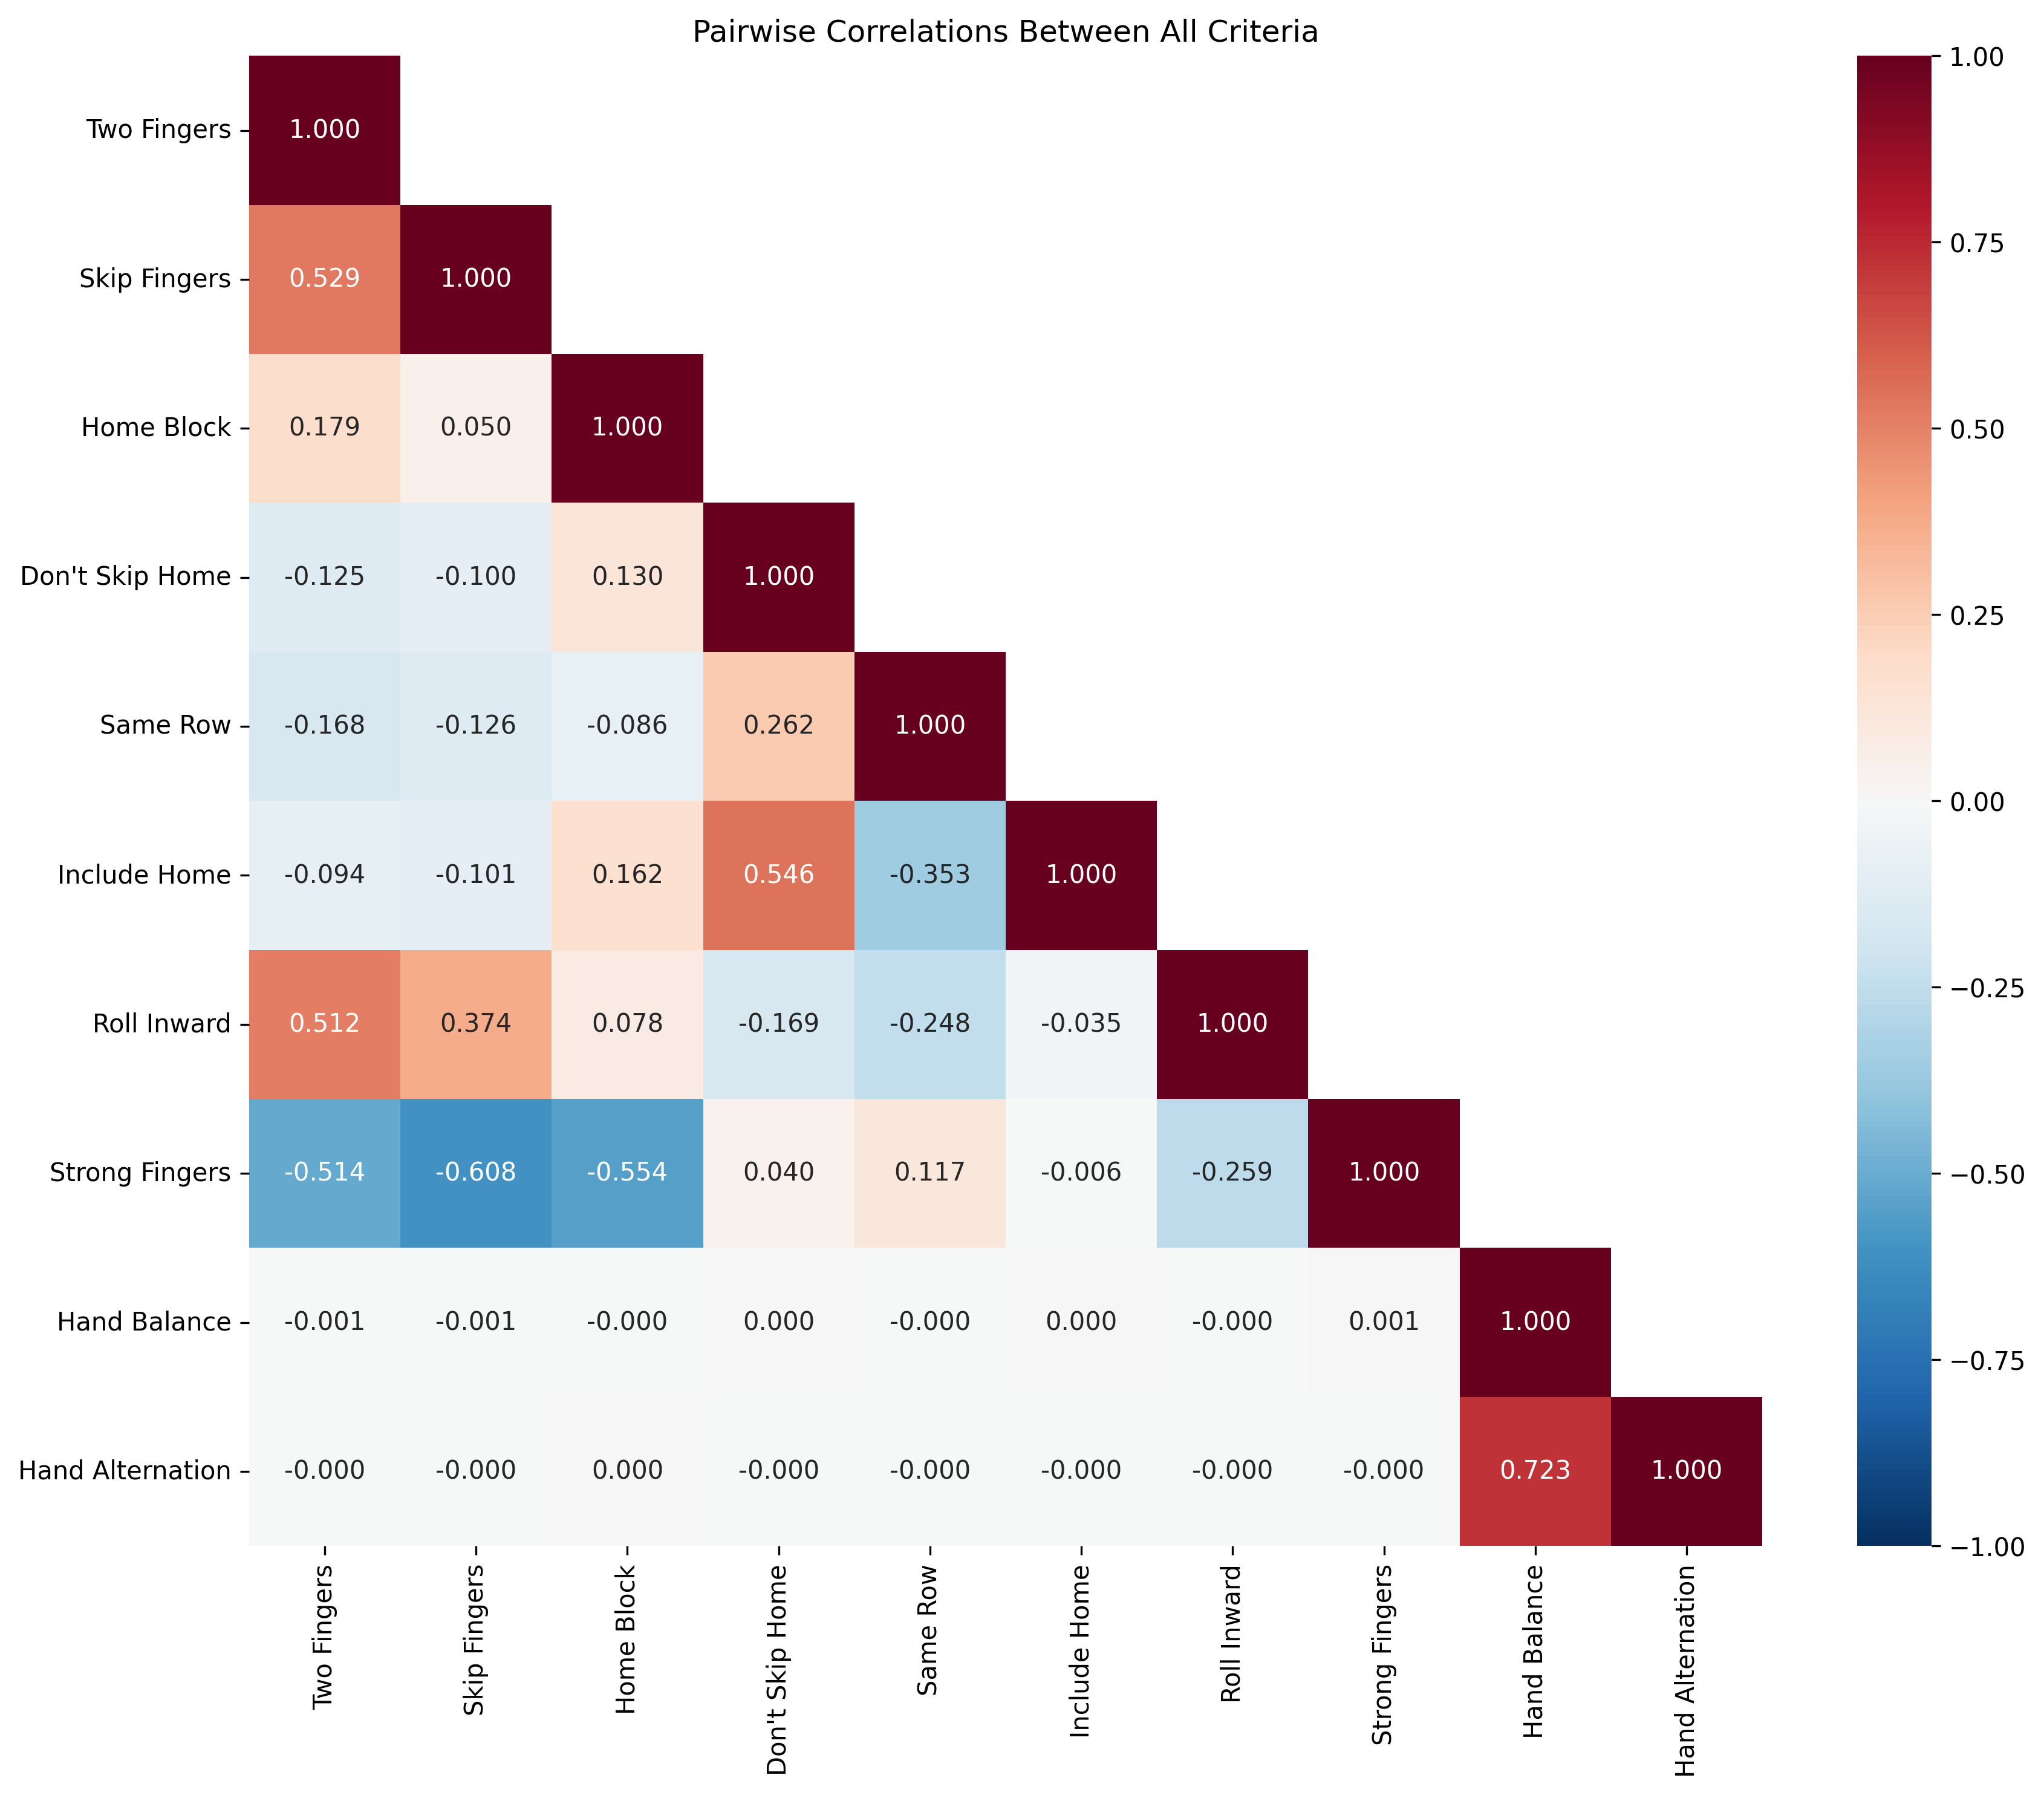 Pairwise Correlations Between All Criteria
1.00
Two Fingers 1.000
0.75
Skip Fingers 0.529 1.000
Home Block 0.179 0.050 1.000
0.50
Don't Skip Home -0.125 -0.100 0.130 1.000
0.25
Same Row -0.168 -0.126 -0.086 0.262 1.000
0.00
Include Home -0.094 -0.101 0.162 0.546 -0.353 1.000
−0.25
Roll Inward 0.512 0.374 0.078 -0.169 -0.248 -0.035 1.000
Strong Fingers -0.514 -0.608 -0.554 0.040 0.117 -0.006 -0.259 1.000
−0.50
Hand Balance -0.001 -0.001 -0.000 0.000 -0.000 0.000 -0.000 0.001 1.000
−0.75
Hand Alternation -0.000 -0.000 0.000 -0.000 -0.000 -0.000 -0.000 -0.000 0.723 1.000
−1.00
Two Fingers
Skip Fingers
Home Block
Don't Skip Home
Same Row
Include Home
Roll Inward
Strong Fingers
Hand Balance
Hand Alternation